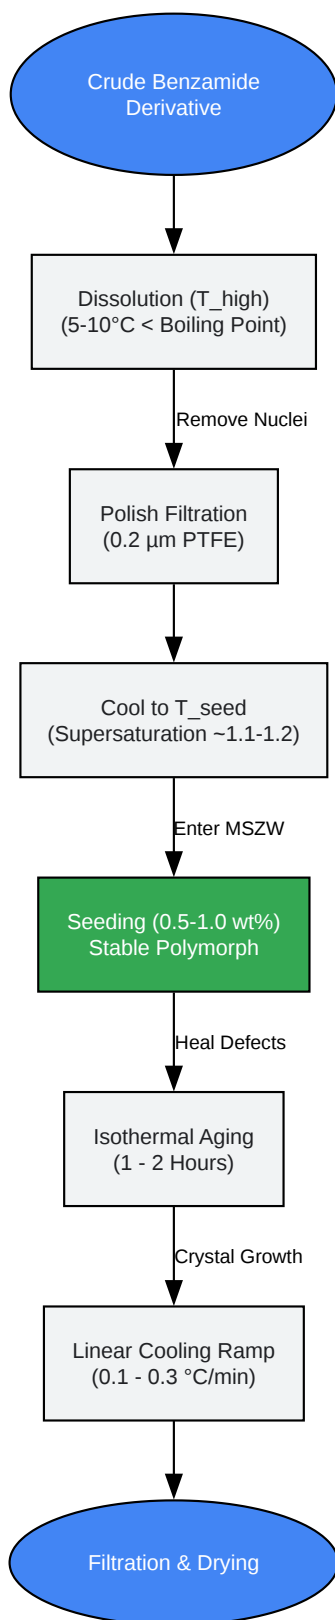 Crude Benzamide
Derivative
Dissolution (T_high)
(5-10°C < Boiling Point)
Remove Nuclei
Polish Filtration
(0.2 µm PTFE)
Cool to T_seed
(Supersaturation ~1.1-1.2)
Enter MSZW
Seeding (0.5-1.0 wt%)
Stable Polymorph
Heal Defects
Isothermal Aging
(1 - 2 Hours)
Crystal Growth
Linear Cooling Ramp
(0.1 - 0.3 °C/min)
Filtration & Drying